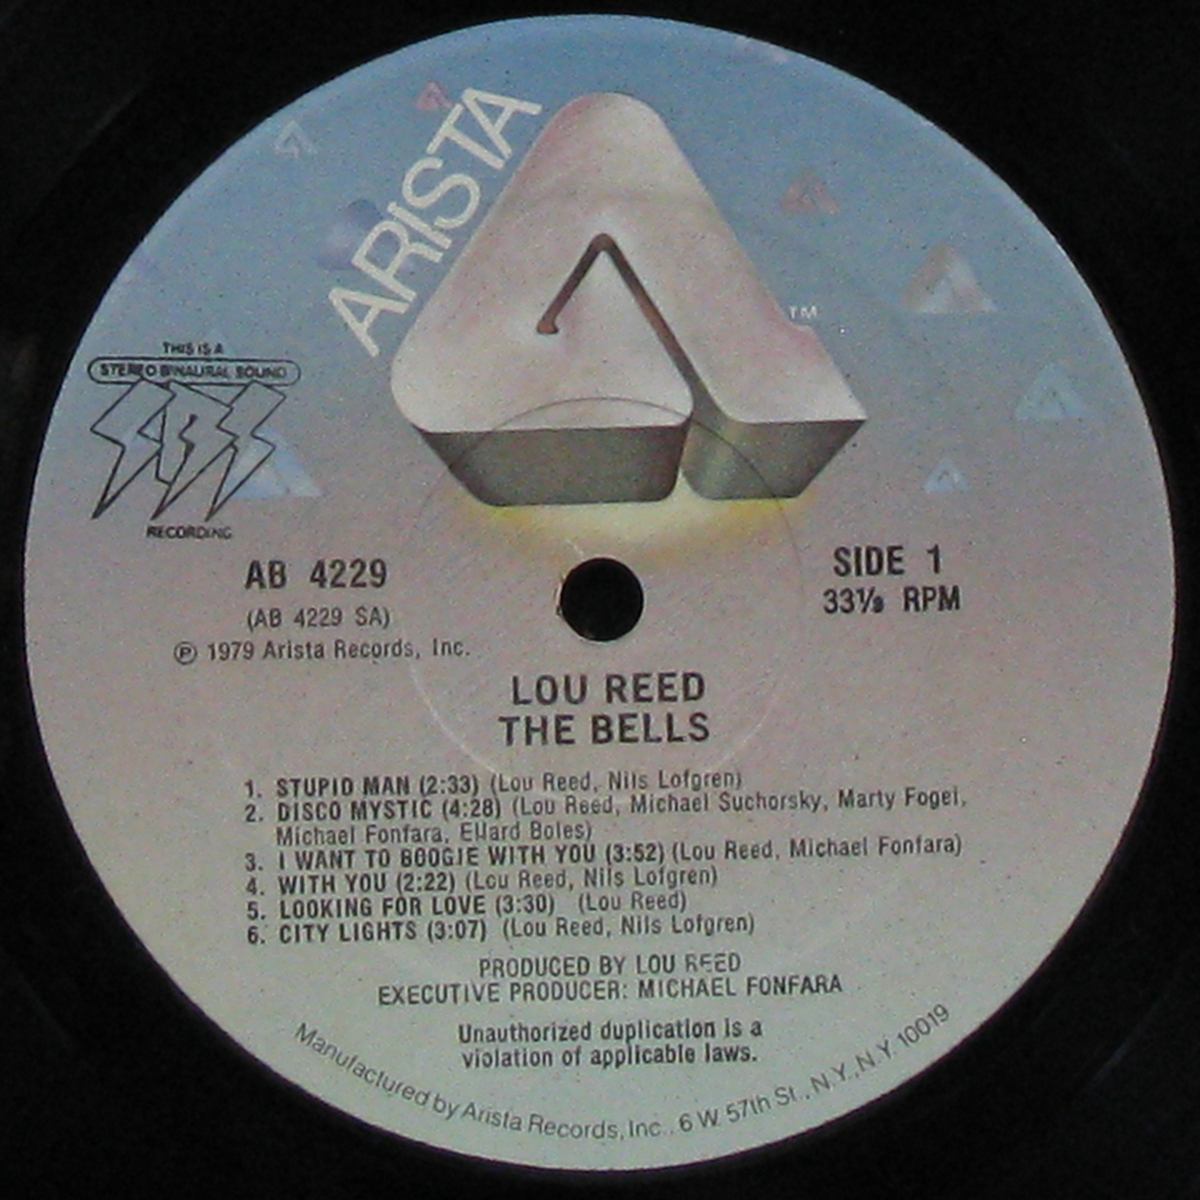 ARISTA
TM
THIS IS A
STEREO BINAURAL SOUND
SBS
RECORDING
AB 4229
(AB 4229 SA)
℗ 1979 Arista Records, Inc.
SIDE 1
33⅓ RPM
LOU REED
THE BELLS
1. STUPID MAN (2:33) (Lou Reed, Nils Lofgren)
2. DISCO MYSTIC (4:28) (Lou Reed, Michael Suchorsky, Marty Fogel,
Michael Fonfara, Ellard Boles)
3. I WANT TO BOOGIE WITH YOU (3:52) (Lou Reed, Michael Fonfara)
4. WITH YOU (2:22) (Lou Reed, Nils Lofgren)
5. LOOKING FOR LOVE (3:30) (Lou Reed)
6. CITY LIGHTS (3:07) (Lou Reed, Nils Lofgren)
PRODUCED BY LOU REED
EXECUTIVE PRODUCER: MICHAEL FONFARA
Unauthorized duplication is a
violation of applicable laws.
Manufactured by Arista Records, Inc., 6 W. 57th St., N.Y., N.Y. 10019